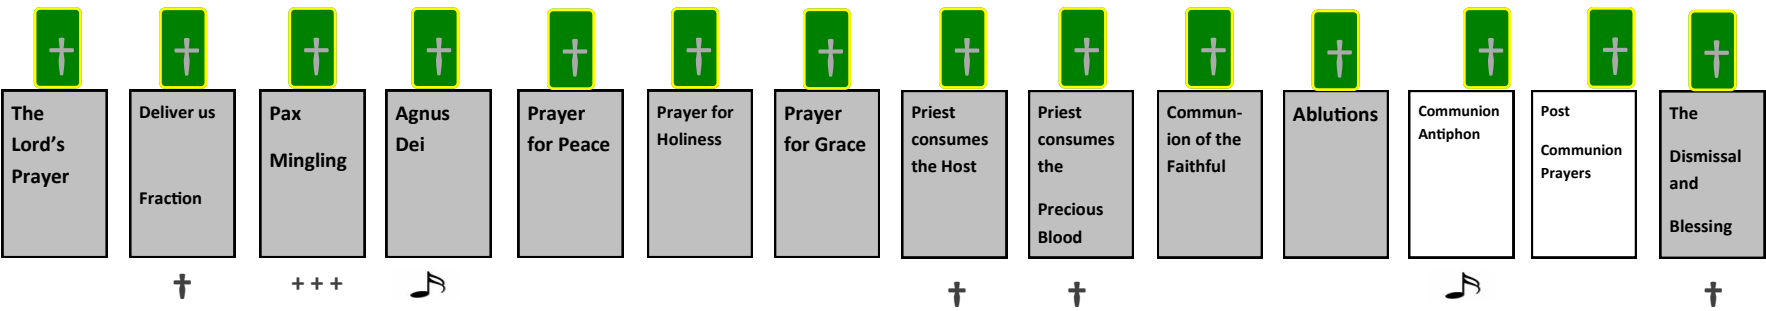 The
Lord's
Prayer
Deliver us
Fraction
Pax
Mingling
Agnus
Dei
Prayer
for Peace
Prayer for
Holiness
Prayer
for Grace
Priest
consumes
the Host
Priest
consumes
the
Precious
Blood
Commun-
ion of the
Faithful
Ablutions
Communion
Antiphon
Post
Communion
Prayers
The
Dismissal
and
Blessing
+ + +